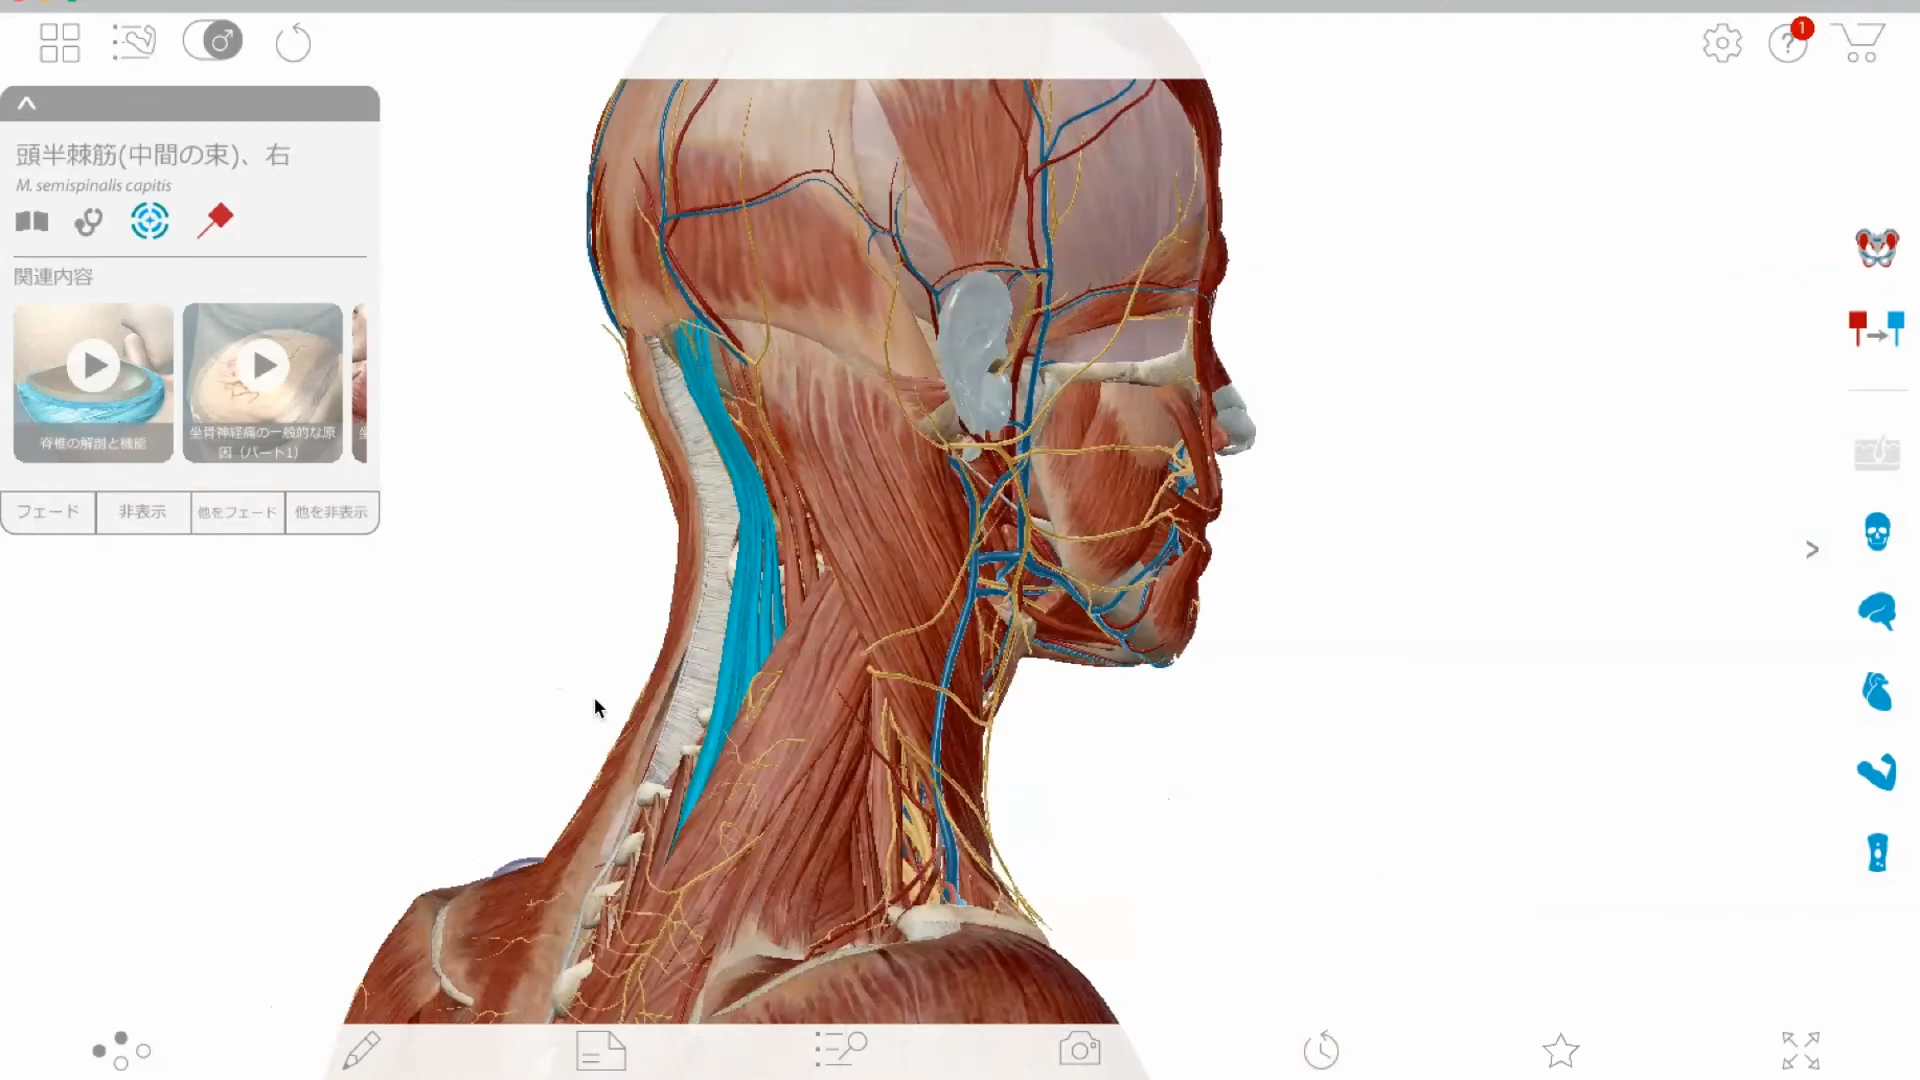 1
頭半棘筋(中間の束)、右
M. semispinalis capitis
関連内容
脊椎の解剖と機能
坐骨神経痛の一般的な原
因（パート1）
フェード
非表示
他をフェード
他を非表示